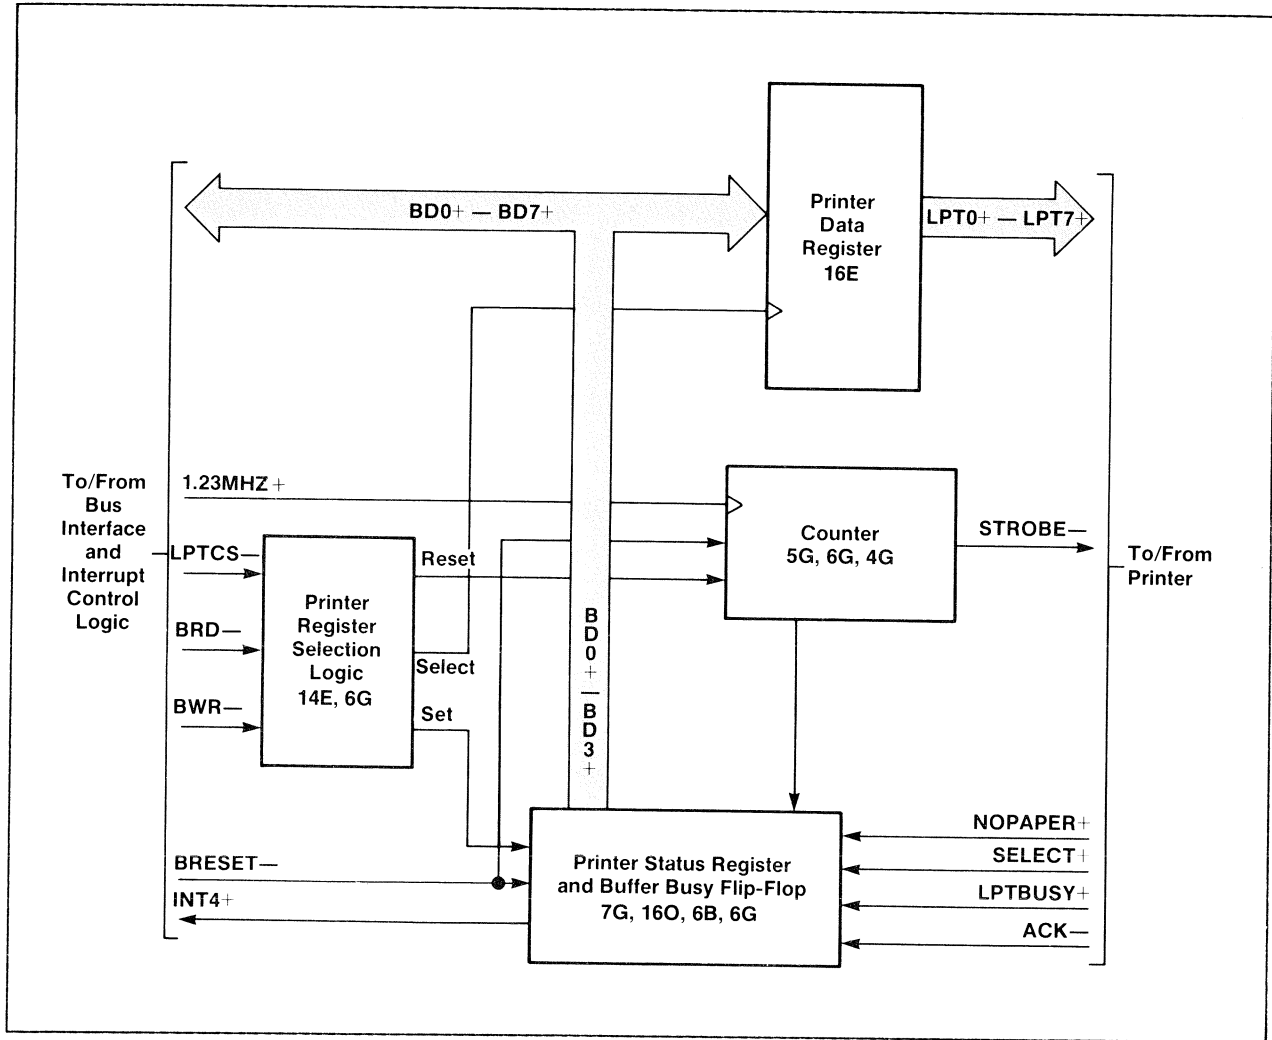 BD0+ — BD7+
Printer
Data
Register
16E
LPT0+ — LPT7+
To/From
Bus
Interface
and
Interrupt
Control
Logic
1.23MHZ+
LPTCS—
BRD—
BWR—
Printer
Register
Selection
Logic
14E, 6G
Reset
Select
Set
Counter
5G, 6G, 4G
STROBE—
To/From
Printer
B
D
0
+
|
B
D
3
+
BRESET—
INT4+
Printer Status Register
and Buffer Busy Flip-Flop
7G, 16O, 6B, 6G
NOPAPER+
SELECT+
LPTBUSY+
ACK—